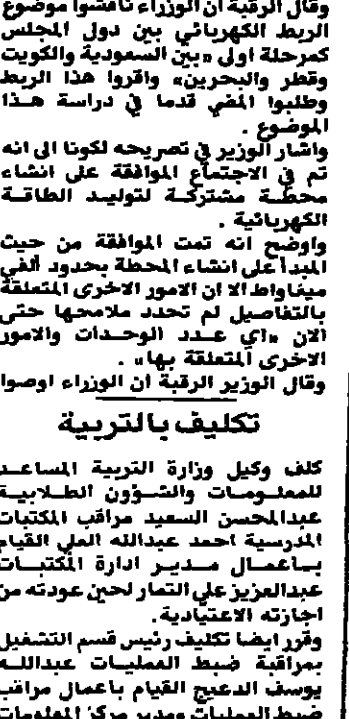 وقال الرقبة ان الوزراء ناقشوا موضوع
الربط الكهربائي بين دول المجلس
كمرحلة اولى «بين السعودية والكويت
وقطر والبحرين» واقروا هذا الربط
وطلبوا المضي قدما في دراسة هذا
الموضوع .
واشار الوزير في تصريحه لكونا الى انه
تم في الاجتماع الموافقة على انشاء
محطة مشتركة لتوليد الطاقة
الكهربائية .
واوضح انه تمت الموافقة من حيث
المبدأ على انشاء المحطة بحدود ألفي
ميغاواط الا ان الامور الاخرى المتعلقة
بالتفاصيل لم تحدد ملامحها حتى
الان «اي عدد الوحدات والامور
الاخرى المتعلقة بها» .
وقال الوزير الرقبة ان الوزراء اوصوا
تكليف بالتربية
كلف وكيل وزارة التربية المساعد
للمعلومات والشؤون الطلابية
عبدالمحسن السعيد مراقب المكتبات
المدرسية احمد عبدالله العلي القيام
باعمال مدير ادارة المكتبات
عبدالعزيز علي التمار لحين عودته من
اجازته الاعتيادية .
وقرر ايضا تكليف رئيس قسم التشغيل
بمراقبة ضبط العمليات عبدالله
يوسف الدعيج القيام باعمال مراقب
ضبط العمليات ومدير مركز المعلومات